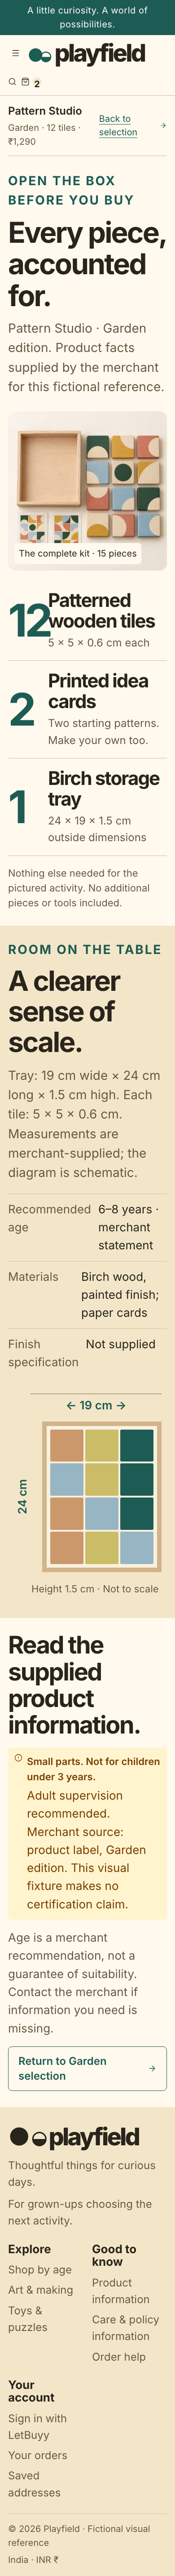 A little curiosity. A world of
possibilities.
playfield
2
Pattern Studio
Garden · 12 tiles ·
₹1,290
Back to
selection
OPEN THE BOX
BEFORE YOU BUY
Every piece,
accounted
for.
Pattern Studio · Garden
edition. Product facts
supplied by the merchant
for this fictional reference.
The complete kit · 15 pieces
12
Patterned
wooden tiles
5 × 5 × 0.6 cm each
2
Printed idea
cards
Two starting patterns.
Make your own too.
1
Birch storage
tray
24 × 19 × 1.5 cm
outside dimensions
Nothing else needed for the
pictured activity. No additional
pieces or tools included.
ROOM ON THE TABLE
A clearer
sense of
scale.
Tray: 19 cm wide × 24 cm
long × 1.5 cm high. Each
tile: 5 × 5 × 0.6 cm.
Measurements are
merchant-supplied; the
diagram is schematic.
Recommended
age
6–8 years ·
merchant
statement
Materials
Birch wood,
painted finish;
paper cards
Finish
specification
Not supplied
← 19 cm →
24 cm
Height 1.5 cm · Not to scale
Read the
supplied
product
information.
Small parts. Not for children
under 3 years.
Adult supervision
recommended.
Merchant source:
product label, Garden
edition. This visual
fixture makes no
certification claim.
Age is a merchant
recommendation, not a
guarantee of suitability.
Contact the merchant if
information you need is
missing.
Return to Garden
selection
playfield
Thoughtful things for curious
days.
For grown-ups choosing the
next activity.
Explore
Shop by age
Art & making
Toys &
puzzles
Good to
know
Product
information
Care & policy
information
Order help
Your
account
Sign in with
LetBuyy
Your orders
Saved
addresses
© 2026 Playfield · Fictional visual
reference
India · INR ₹